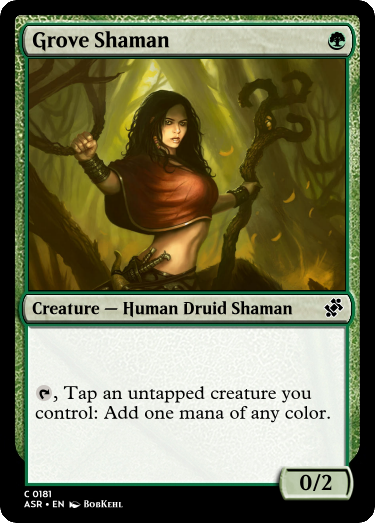 Grove Shaman
Creature — Human Druid Shaman
, Tap an untapped creature you
control: Add one mana of any color.
0/2
C 0181
ASR • EN BobKehl